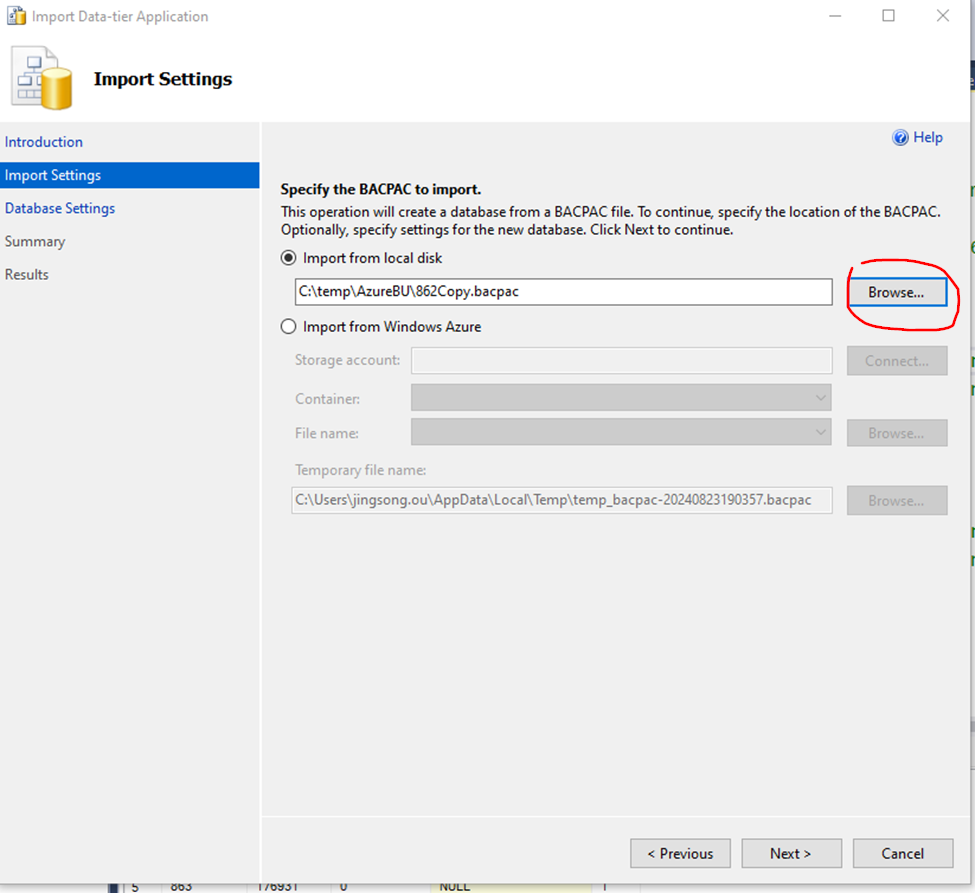 Import Data-tier Application
Import Settings
Introduction
Import Settings
Database Settings
Summary
Results
Help
Specify the BACPAC to import.
This operation will create a database from a BACPAC file. To continue, specify the location of the BACPAC.
Optionally, specify settings for the new database. Click Next to continue.
Import from local disk
C:\temp\AzureBU\862Copy.bacpac
Browse...
Import from Windows Azure
Storage account:
Connect...
Container:
File name:
Browse...
Temporary file name:
C:\Users\jingsong.ou\AppData\Local\Temp\temp_bacpac-20240823190357.bacpac
Browse...
< Previous
Next >
Cancel
5 863 176931 0 NULL 1